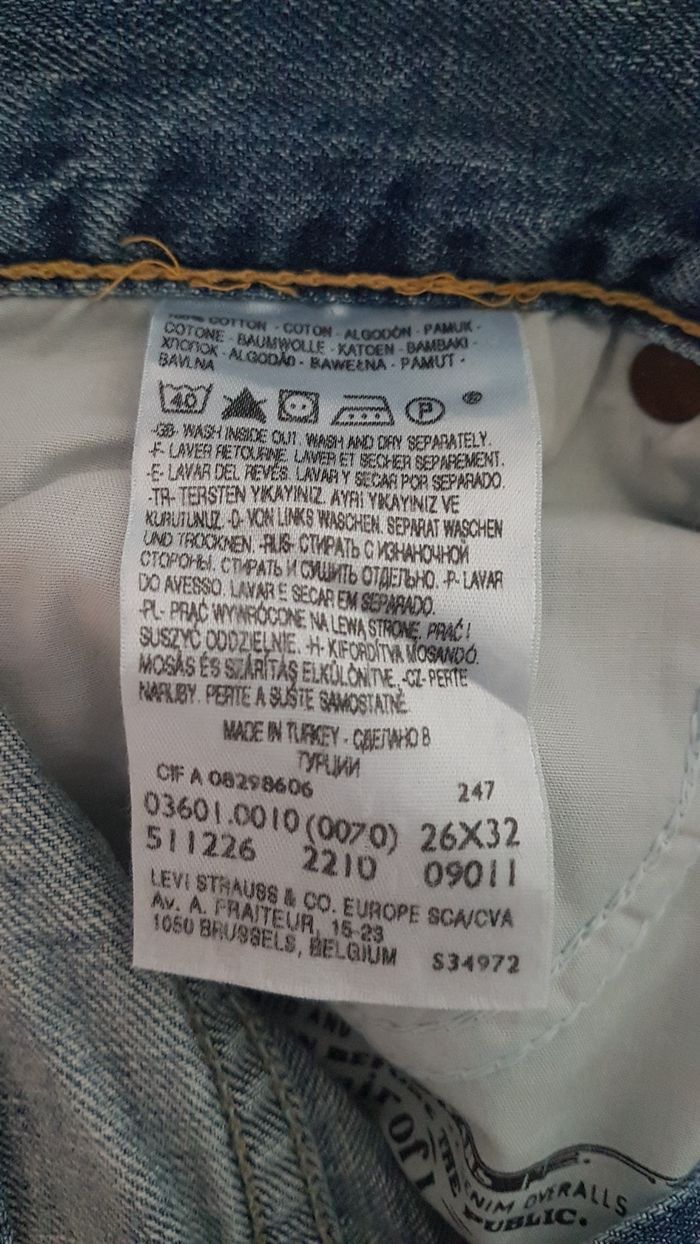 100% COTTON - COTON - ALGODÓN - PAMUK -
COTONE - BAUMWOLLE - KATOEN - BAMBAKI -
ХЛОПОК - ALGODÃO - BAWEŁNA - PAMUT -
BAVLNA
40 P ®
-GB- WASH INSIDE OUT. WASH AND DRY SEPARATELY.
-F- LAVER RETOURNE. LAVER ET SECHER SEPAREMENT.
-E- LAVAR DEL REVÉS. LAVAR Y SECAR POR SEPARADO.
-TR- TERSTEN YIKAYINIZ. AYRI YIKAYINIZ VE
KURUTUNUZ. -D- VON LINKS WASCHEN. SEPARAT WASCHEN
UND TROCKNEN. -RUS- СТИРАТЬ С ИЗНАНОЧНОЙ
СТОРОНЫ. СТИРАТЬ И СУШИТЬ ОТДЕЛЬНО. -P- LAVAR
DO AVESSO. LAVAR E SECAR EM SEPARADO.
-PL- PRAĆ WYWRÓCONE NA LEWĄ STRONĘ. PRAĆ I
SUSZYĆ ODDZIELNIE. -H- KIFORDÍTVA MOSANDÓ.
MOSÁS ÉS SZÁRÍTÁS ELKÜLÖNÍTVE. -CZ- PERTE
NARUBY. PERTE A SUŠTE SAMOSTATNĚ.
MADE IN TURKEY - СДЕЛАНО В
ТУРЦИИ
CIF A 08298606 247
03601.0010 (0070) 26X32
511226 2210 09011
LEVI STRAUSS & CO. EUROPE SCA/CVA
Av. A. FRAITEUR, 15-23
1050 BRUSSELS, BELGIUM S34972
AND
THE
DENIM OVERALLS
PUBLIC.